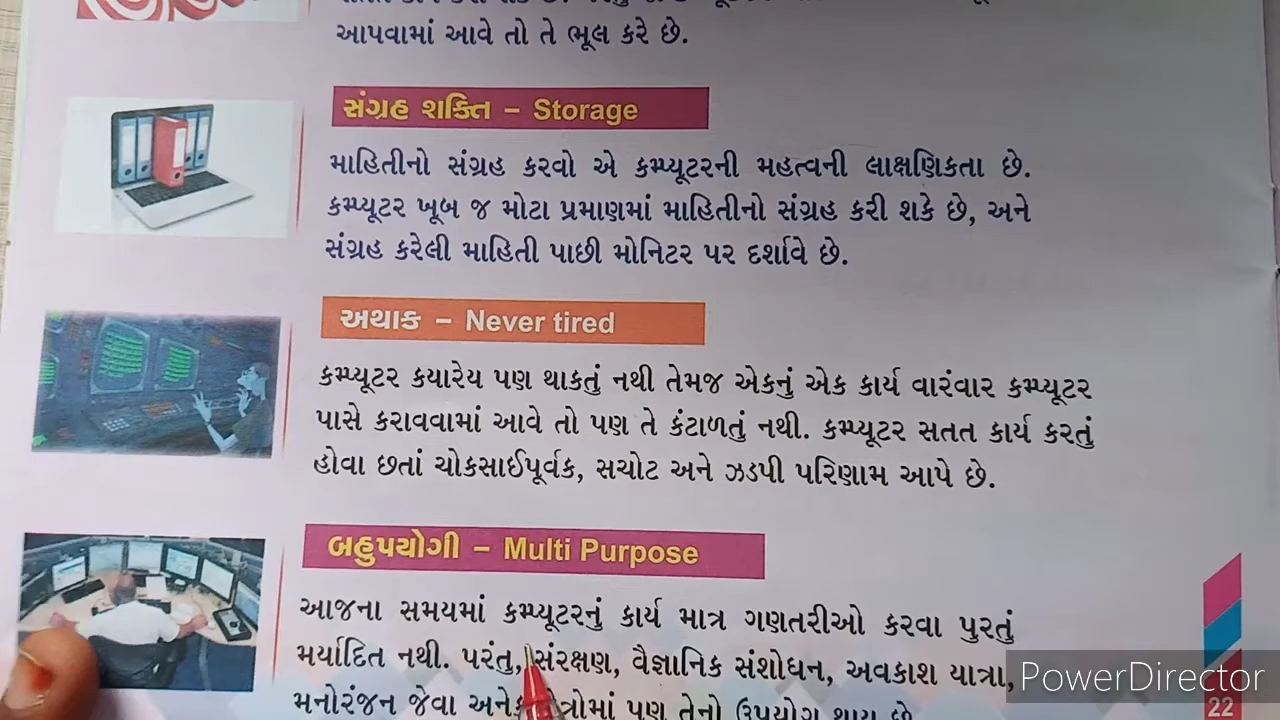 આપવામાં આવે તો તે ભૂલ કરે છે.
સંગ્રહ શક્તિ – Storage
માહિતીનો સંગ્રહ કરવો એ કમ્પ્યૂટરની મહત્વની લાક્ષણિકતા છે.
કમ્પ્યૂટર ખૂબ જ મોટા પ્રમાણમાં માહિતીનો સંગ્રહ કરી શકે છે, અને
સંગ્રહ કરેલી માહિતી પાછી મોનિટર પર દર્શાવે છે.
અથાક – Never tired
કમ્પ્યૂટર કયારેય પણ થાકતું નથી તેમજ એકનું એક કાર્ય વારંવાર કમ્પ્યૂટર
પાસે કરાવવામાં આવે તો પણ તે કંટાળતું નથી. કમ્પ્યૂટર સતત કાર્ય કરતું
હોવા છતાં ચોકસાઈપૂર્વક, સચોટ અને ઝડપી પરિણામ આપે છે.
બહુપયોગી – Multi Purpose
આજના સમયમાં કમ્પ્યૂટરનું કાર્ય માત્ર ગણતરીઓ કરવા પુરતું
મર્યાદિત નથી. પરંતુ, સંરક્ષણ, વૈજ્ઞાનિક સંશોધન, અવકાશ યાત્રા,
મનોરંજન જેવા પણ તેનો ઉપયોગ થાય છે
PowerDirector
22